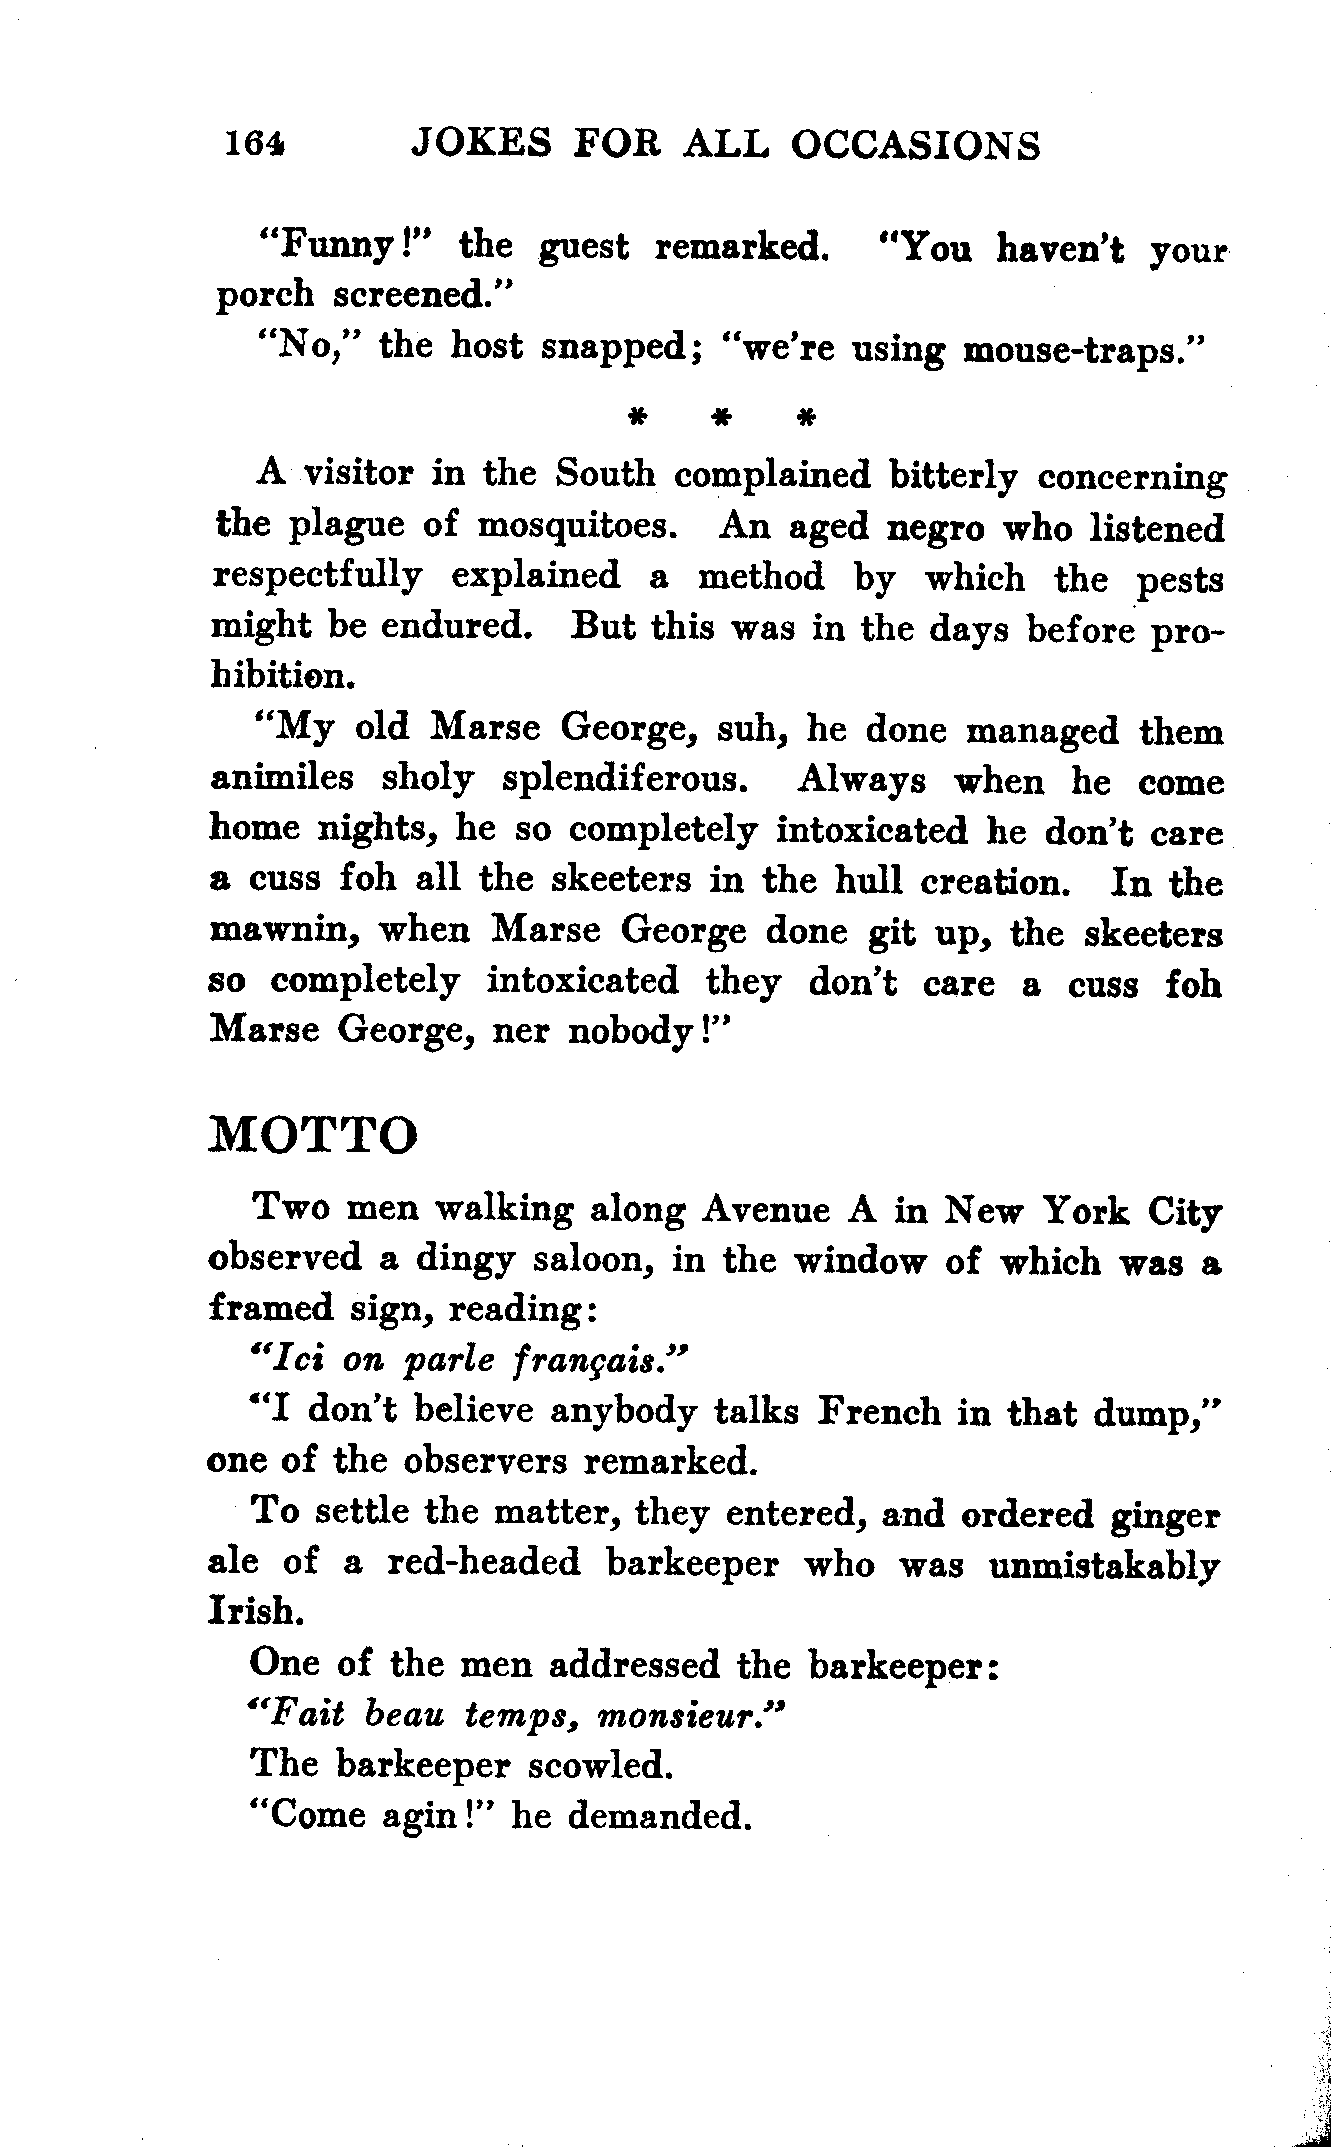 164 JOKES FOR ALL OCCASIONS
“Funny!” the guest remarked. “You haven't your
porch screened.”
“No,” the host snapped; “we're using mouse-traps.”
* * *
A visitor in the South complained bitterly concerning
the plague of mosquitoes. An aged negro who listened
respectfully explained a method by which the pests
might be endured. But this was in the days before pro-
hibition.
“My old Marse George, suh, he done managed them
animiles sholy splendiferous. Always when he come
home nights, he so completely intoxicated he don't care
a cuss foh all the skeeters in the hull creation. In the
mawnin, when Marse George done git up, the skeeters
so completely intoxicated they don't care a cuss foh
Marse George, ner nobody!”
MOTTO
Two men walking along Avenue A in New York City
observed a dingy saloon, in the window of which was a
framed sign, reading:
“Ici on parle français.”
“I don't believe anybody talks French in that dump,”
one of the observers remarked.
To settle the matter, they entered, and ordered ginger
ale of a red-headed barkeeper who was unmistakably
Irish.
One of the men addressed the barkeeper:
“Fait beau temps, monsieur.”
The barkeeper scowled.
“Come agin!” he demanded.